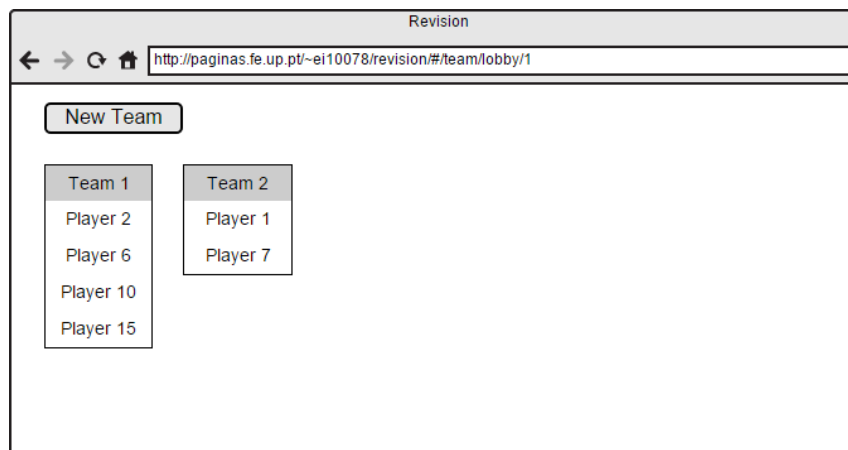 Revision
http://paginas.fe.up.pt/~ei10078/revision/#/team/lobby/1
New Team
Team 1
Player 2
Player 6
Player 10
Player 15
Team 2
Player 1
Player 7